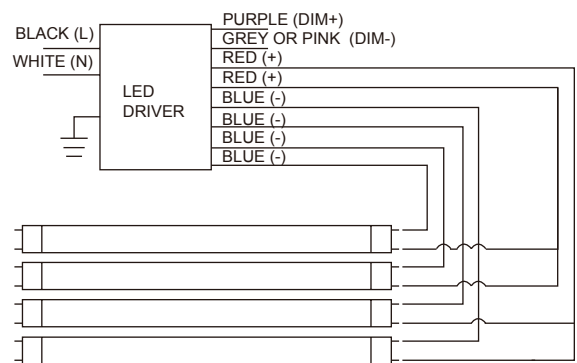 BLACK (L)
WHITE (N)
LED
DRIVER
PURPLE (DIM+)
GREY OR PINK (DIM-)
RED (+)
RED (+)
BLUE (-)
BLUE (-)
BLUE (-)
BLUE (-)